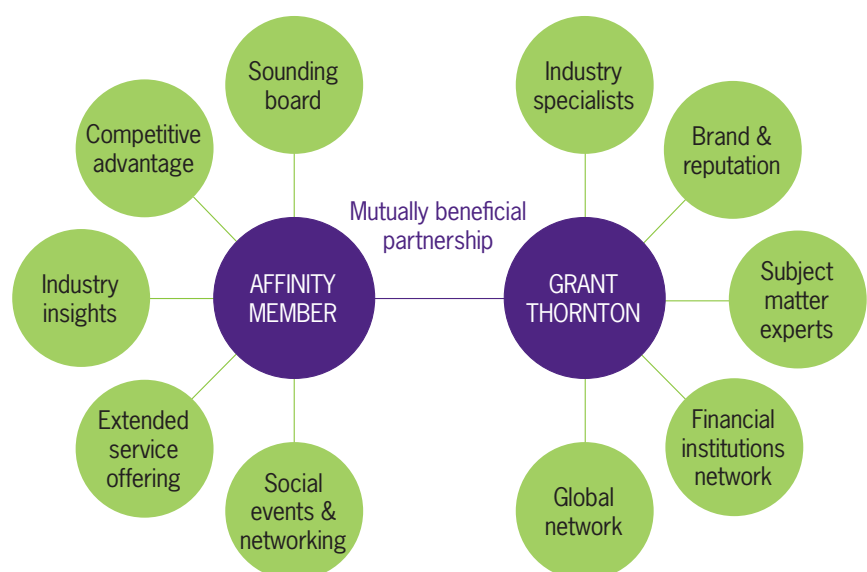 Sounding
board
Competitive
advantage
Industry
insights
Extended
service
offering
Social
events &
networking
AFFINITY
MEMBER
Mutually beneficial
partnership
GRANT
THORNTON
Industry
specialists
Brand &
reputation
Subject
matter
experts
Financial
institutions
network
Global
network